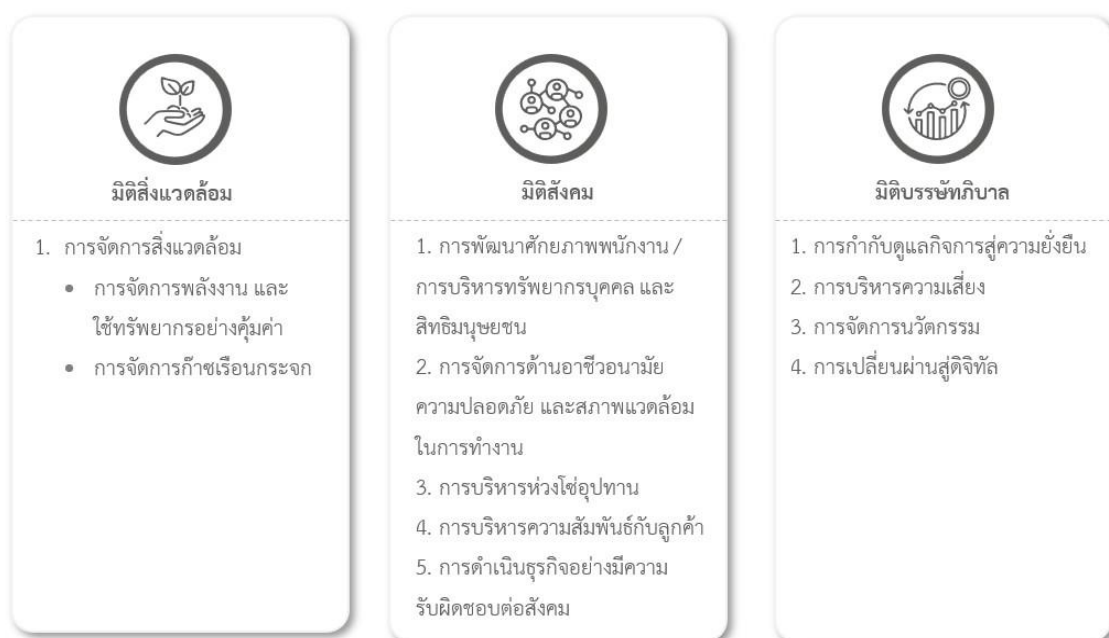 มิติสิ่งแวดล้อม
1. การจัดการสิ่งแวดล้อม
• การจัดการพลังงาน และ
ใช้ทรัพยากรอย่างคุ้มค่า
• การจัดการก๊าซเรือนกระจก
มิติสังคม
1. การพัฒนาศักยภาพพนักงาน /
การบริหารทรัพยากรบุคคล และ
สิทธิมนุษยชน
2. การจัดการด้านอาชีวอนามัย
ความปลอดภัย และสภาพแวดล้อม
ในการทำงาน
3. การบริหารห่วงโซ่อุปทาน
4. การบริหารความสัมพันธ์กับลูกค้า
5. การดำเนินธุรกิจอย่างมีความ
รับผิดชอบต่อสังคม
มิติบรรษัทภิบาล
1. การกำกับดูแลกิจการสู่ความยั่งยืน
2. การบริหารความเสี่ยง
3. การจัดการนวัตกรรม
4. การเปลี่ยนผ่านสู่ดิจิทัล